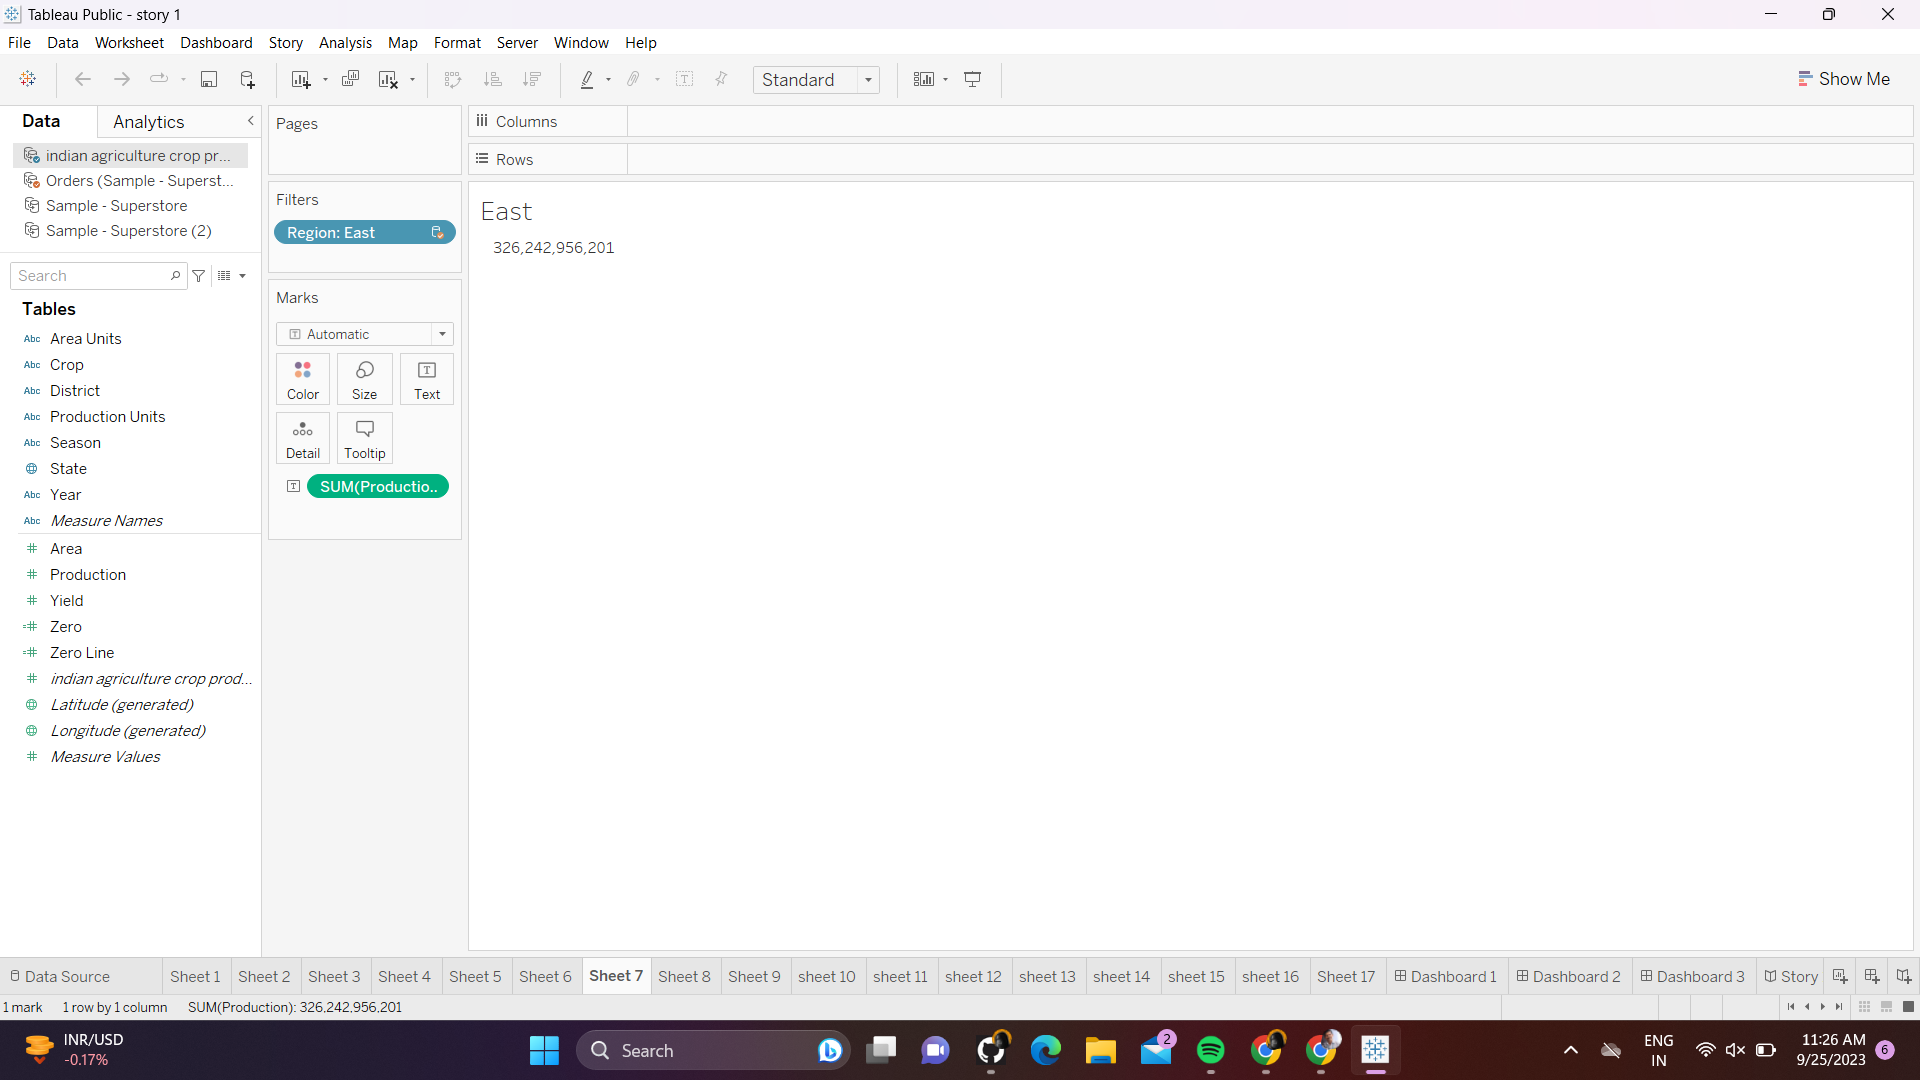 Tableau Public - story 1
File Data Worksheet Dashboard Story Analysis Map Format Server Window Help
Standard
Show Me
Data Analytics
indian agriculture crop pr...
Orders (Sample - Superst...
Sample - Superstore
Sample - Superstore (2)
Search
Tables
Abc Area Units
Abc Crop
Abc District
Abc Production Units
Abc Season
State
Abc Year
Abc Measure Names
# Area
# Production
# Yield
=# Zero
=# Zero Line
# indian agriculture crop prod...
Latitude (generated)
Longitude (generated)
# Measure Values
Pages
Filters
Region: East
Marks
T Automatic
Color Size T Text
Detail Tooltip
T SUM(Productio..
Columns
Rows
East
326,242,956,201
Data Source Sheet 1 Sheet 2 Sheet 3 Sheet 4 Sheet 5 Sheet 6 Sheet 7 Sheet 8 Sheet 9 sheet 10 sheet 11 sheet 12 sheet 13 sheet 14 sheet 15 sheet 16 Sheet 17 Dashboard 1 Dashboard 2 Dashboard 3 Story
1 mark 1 row by 1 column SUM(Production): 326,242,956,201
INR/USD
-0.17%
Search
2
ENG
IN
11:26 AM
9/25/2023
6